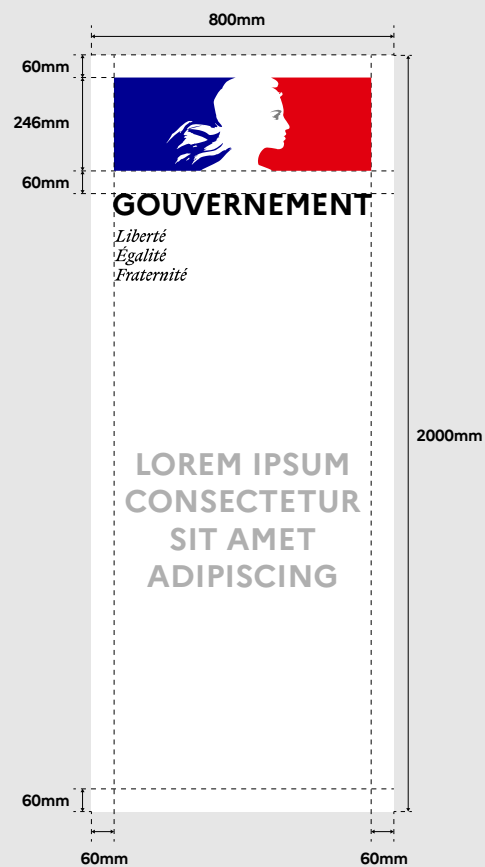 800mm
60mm
246mm
60mm
GOUVERNEMENT
Liberté
Égalité
Fraternité
2000mm
LOREM IPSUM
CONSECTETUR
SIT AMET
ADIPISCING
60mm
60mm
60mm